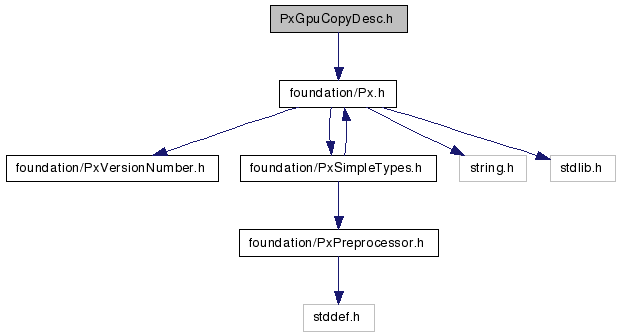 PxGpuCopyDesc.h
foundation/Px.h
foundation/PxVersionNumber.h
foundation/PxSimpleTypes.h
string.h
stdlib.h
foundation/PxPreprocessor.h
stddef.h